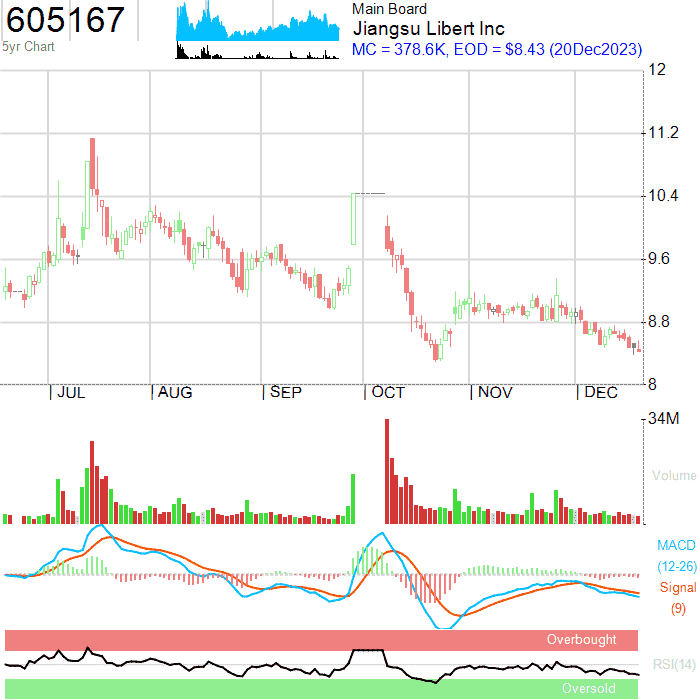 605167
5yr Chart
Main Board
Jiangsu Libert Inc
MC = 378.6K, EOD = $8.43 (20Dec2023)
12
11.2
10.4
9.6
8.8
8
JUL AUG SEP OCT NOV DEC
34M
Volume
MACD
(12-26)
Signal
(9)
Overbought
RSI(14)
Oversold